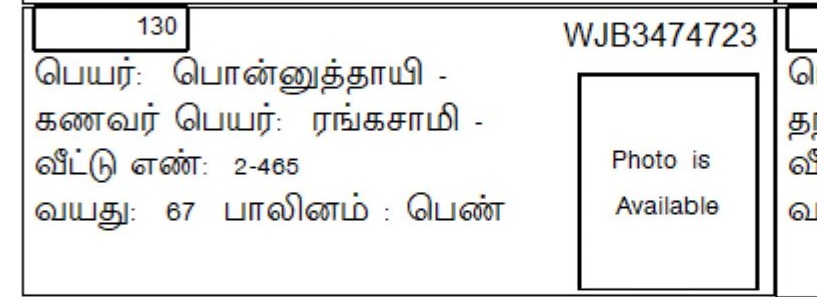 130
WJB3474723
பெயர்: பொன்னுத்தாயி -
கணவர் பெயர்: ரங்கசாமி -
வீட்டு எண்: 2-465
வயது: 67 பாலினம் : பெண்
Photo is
Available